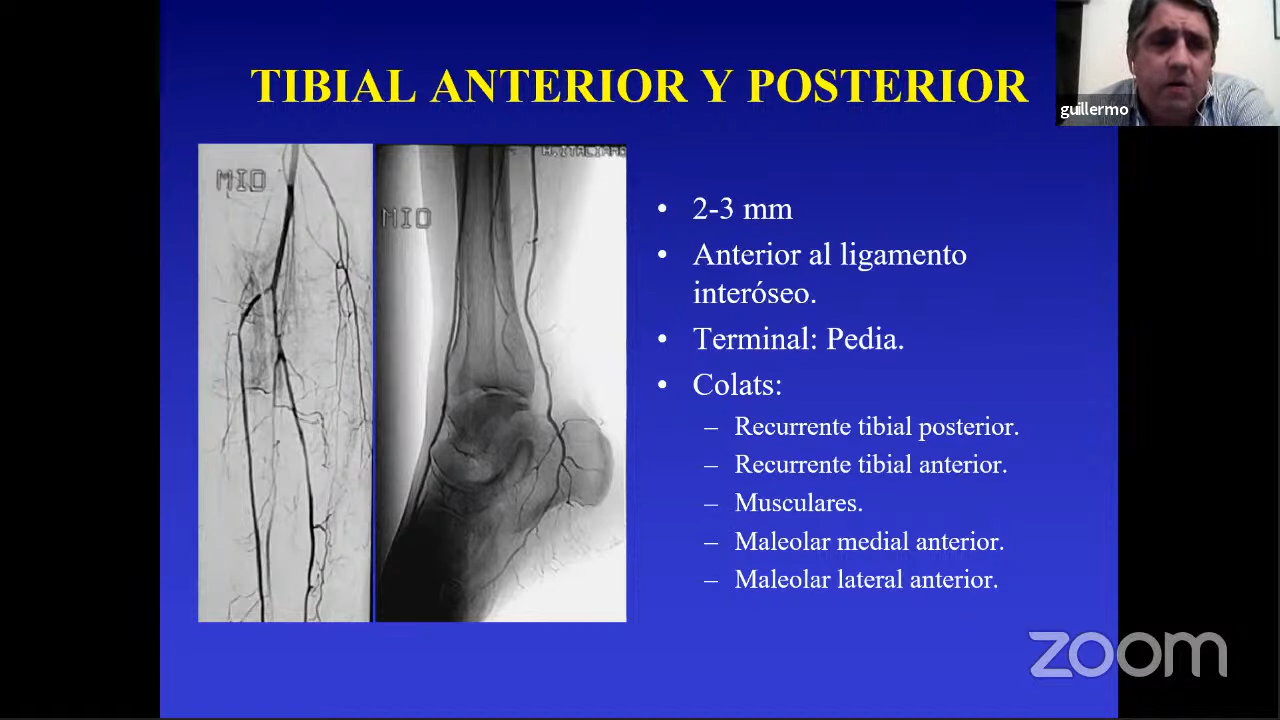 TIBIAL ANTERIOR Y POSTERIOR
guillermo
MIO
H.ITALIANO
MIO
• 2-3 mm
• Anterior al ligamento
interóseo.
• Terminal: Pedia.
• Colats:
– Recurrente tibial posterior.
– Recurrente tibial anterior.
– Musculares.
– Maleolar medial anterior.
– Maleolar lateral anterior.
zoom